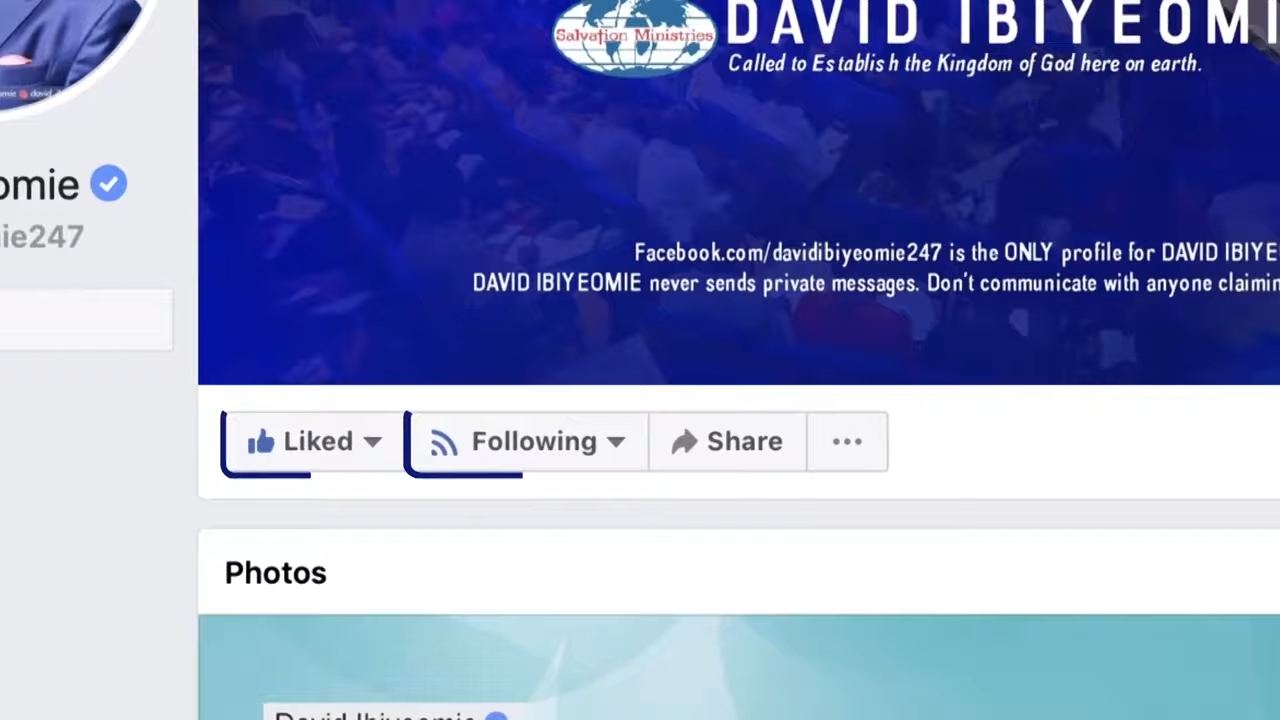 DAVID IBIYEOMI
Salvation Ministries
Called to Establish the Kingdom of God here on earth.
omie
ie247
Facebook.com/davidibiyeomie247 is the ONLY profile for DAVID IBIYE
DAVID IBIYEOMIE never sends private messages. Don't communicate with anyone claimin
Liked
Following
Share
Photos
David Ibiyeomie